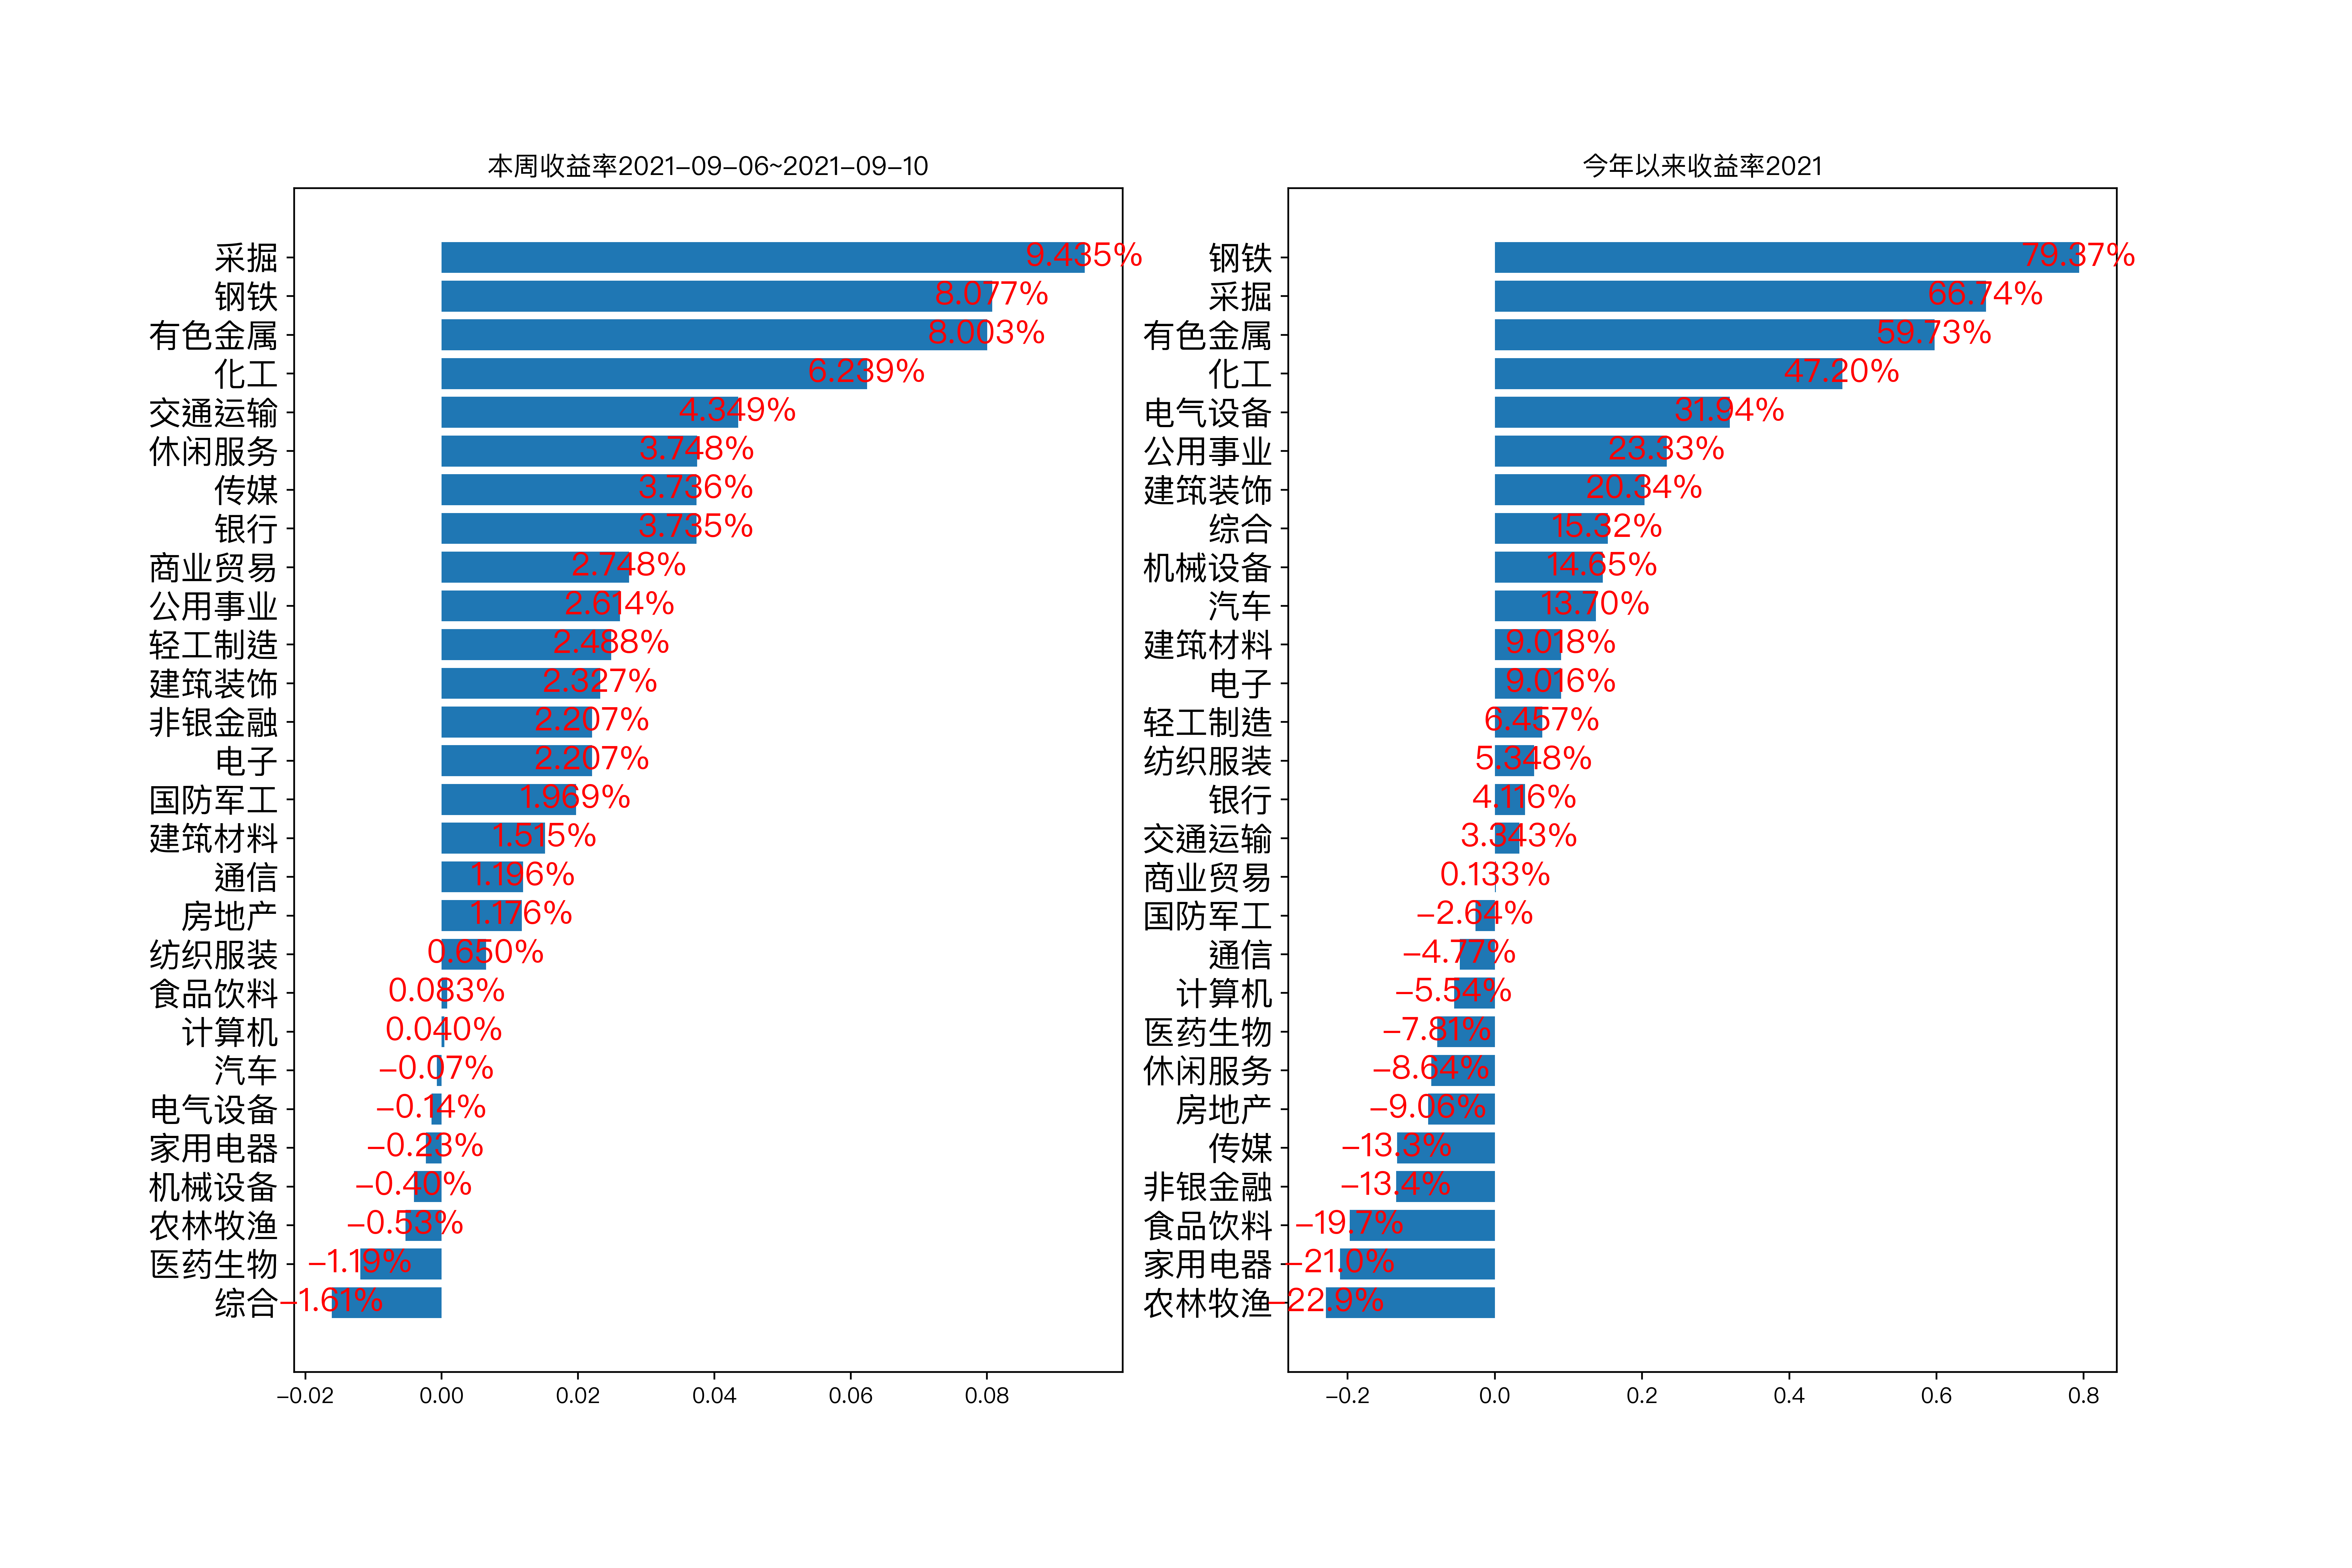 本周收益率2021-09-06~2021-09-10
采掘 9.435%
钢铁 8.077%
有色金属 8.003%
化工 6.239%
交通运输 4.349%
休闲服务 3.748%
传媒 3.736%
银行 3.735%
商业贸易 2.748%
公用事业 2.614%
轻工制造 2.488%
建筑装饰 2.327%
非银金融 2.207%
电子 2.207%
国防军工 1.969%
建筑材料 1.515%
通信 1.196%
房地产 1.176%
纺织服装 0.650%
食品饮料 0.083%
计算机 0.040%
汽车 -0.07%
电气设备 -0.14%
家用电器 -0.23%
机械设备 -0.40%
农林牧渔 -0.53%
医药生物 -1.19%
综合 -1.61%
-0.02 0.00 0.02 0.04 0.06 0.08
今年以来收益率2021
钢铁 79.37%
采掘 66.74%
有色金属 59.73%
化工 47.20%
电气设备 31.94%
公用事业 23.33%
建筑装饰 20.34%
综合 15.32%
机械设备 14.65%
汽车 13.70%
建筑材料 9.018%
电子 9.016%
轻工制造 6.457%
纺织服装 5.348%
银行 4.116%
交通运输 3.343%
商业贸易 0.133%
国防军工 -2.64%
通信 -4.77%
计算机 -5.54%
医药生物 -7.81%
休闲服务 -8.64%
房地产 -9.06%
传媒 -13.3%
非银金融 -13.4%
食品饮料 -19.7%
家用电器 -21.0%
农林牧渔 -22.9%
-0.2 0.0 0.2 0.4 0.6 0.8